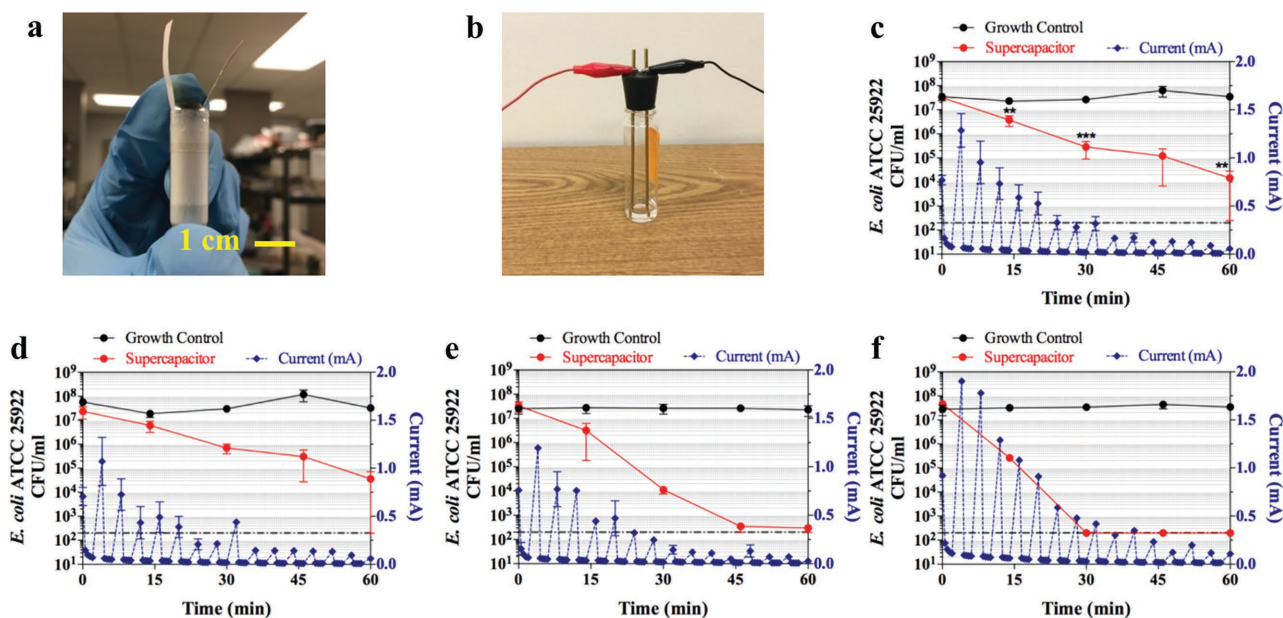 a
1 cm
b
c
Growth Control
Supercapacitor
Current (mA)
E. coli ATCC 25922
CFU/ml
10⁹
10⁸
10⁷
10⁶
10⁵
10⁴
10³
10²
10¹
2.0
1.5
1.0
0.5
0.0
Current (mA)
**
***
**
0
15
30
45
60
Time (min)
d
Growth Control
Supercapacitor
Current (mA)
E. coli ATCC 25922
CFU/ml
10⁹
10⁸
10⁷
10⁶
10⁵
10⁴
10³
10²
10¹
2.0
1.5
1.0
0.5
0.0
Current (mA)
0
15
30
45
60
Time (min)
e
Growth Control
Supercapacitor
Current (mA)
E. coli ATCC 25922
CFU/ml
10⁹
10⁸
10⁷
10⁶
10⁵
10⁴
10³
10²
10¹
2.0
1.5
1.0
0.5
0.0
Current (mA)
0
15
30
45
60
Time (min)
f
Growth Control
Supercapacitor
Current (mA)
E. coli ATCC 25922
CFU/ml
10⁹
10⁸
10⁷
10⁶
10⁵
10⁴
10³
10²
10¹
2.0
1.5
1.0
0.5
0.0
Current (mA)
0
15
30
45
60
Time (min)